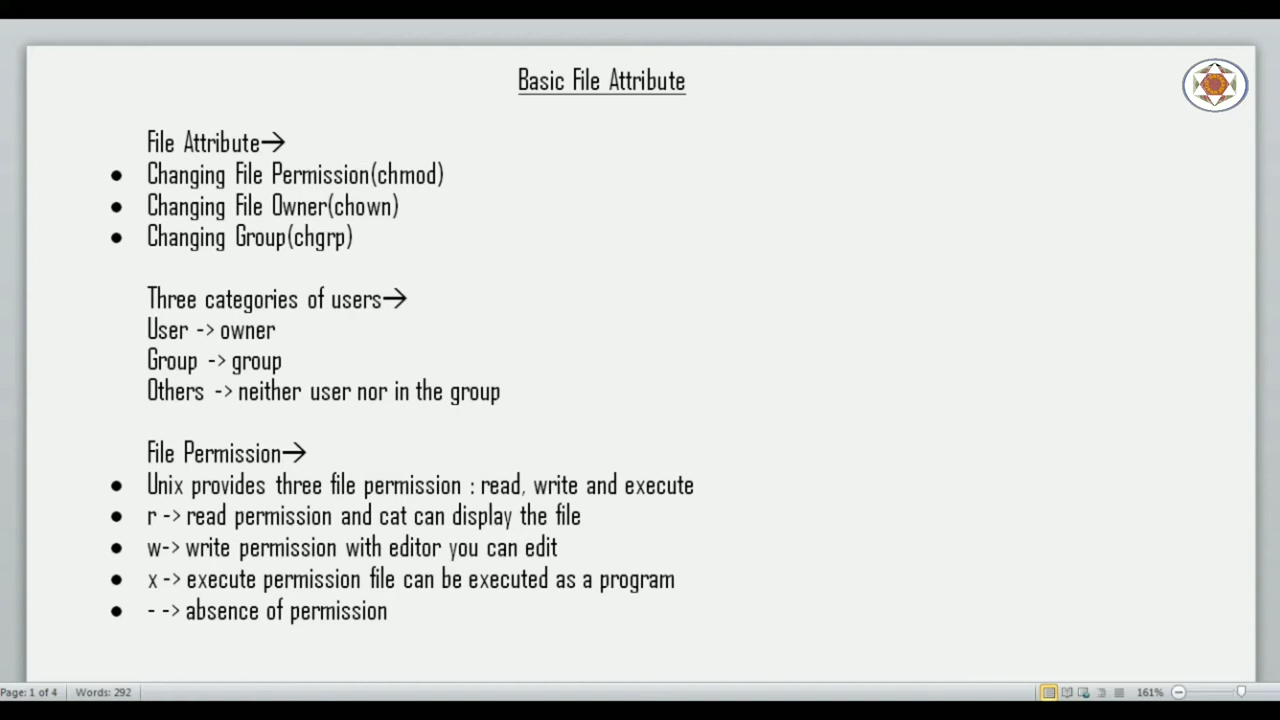 Basic File Attribute
File Attribute→
● Changing File Permission(chmod)
● Changing File Owner(chown)
● Changing Group(chgrp)
Three categories of users→
User -> owner
Group -> group
Others -> neither user nor in the group
File Permission→
● Unix provides three file permission : read, write and execute
● r -> read permission and cat can display the file
● w-> write permission with editor you can edit
● x -> execute permission file can be executed as a program
● - -> absence of permission
Page: 1 of 4 Words: 292 161%